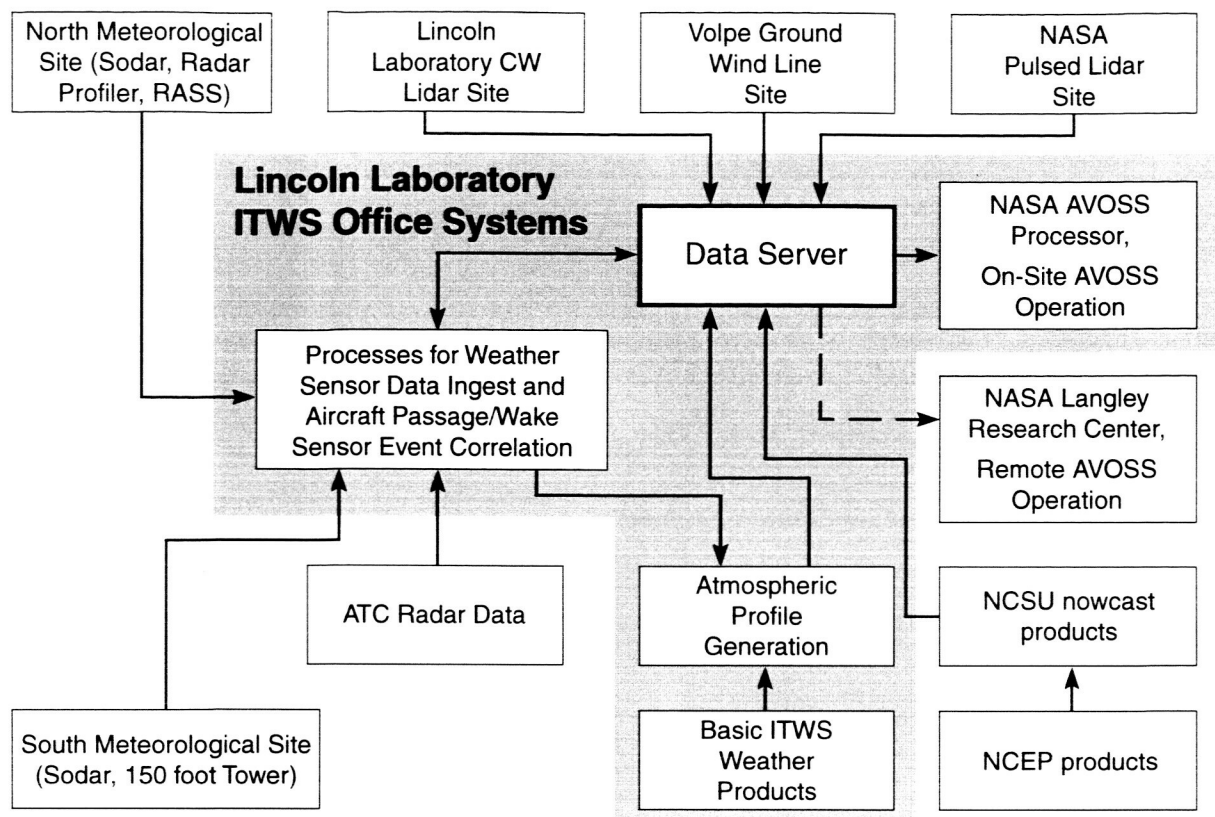 North Meteorological
Site (Sodar, Radar
Profiler, RASS)
Lincoln
Laboratory CW
Lidar Site
Volpe Ground
Wind Line
Site
NASA
Pulsed Lidar
Site
Lincoln Laboratory
ITWS Office Systems
Data Server
NASA AVOSS
Processor,
On-Site AVOSS
Operation
Processes for Weather
Sensor Data Ingest and
Aircraft Passage/Wake
Sensor Event Correlation
NASA Langley
Research Center,
Remote AVOSS
Operation
ATC Radar Data
Atmospheric
Profile
Generation
NCSU nowcast
products
South Meteorological Site
(Sodar, 150 foot Tower)
Basic ITWS
Weather
Products
NCEP products